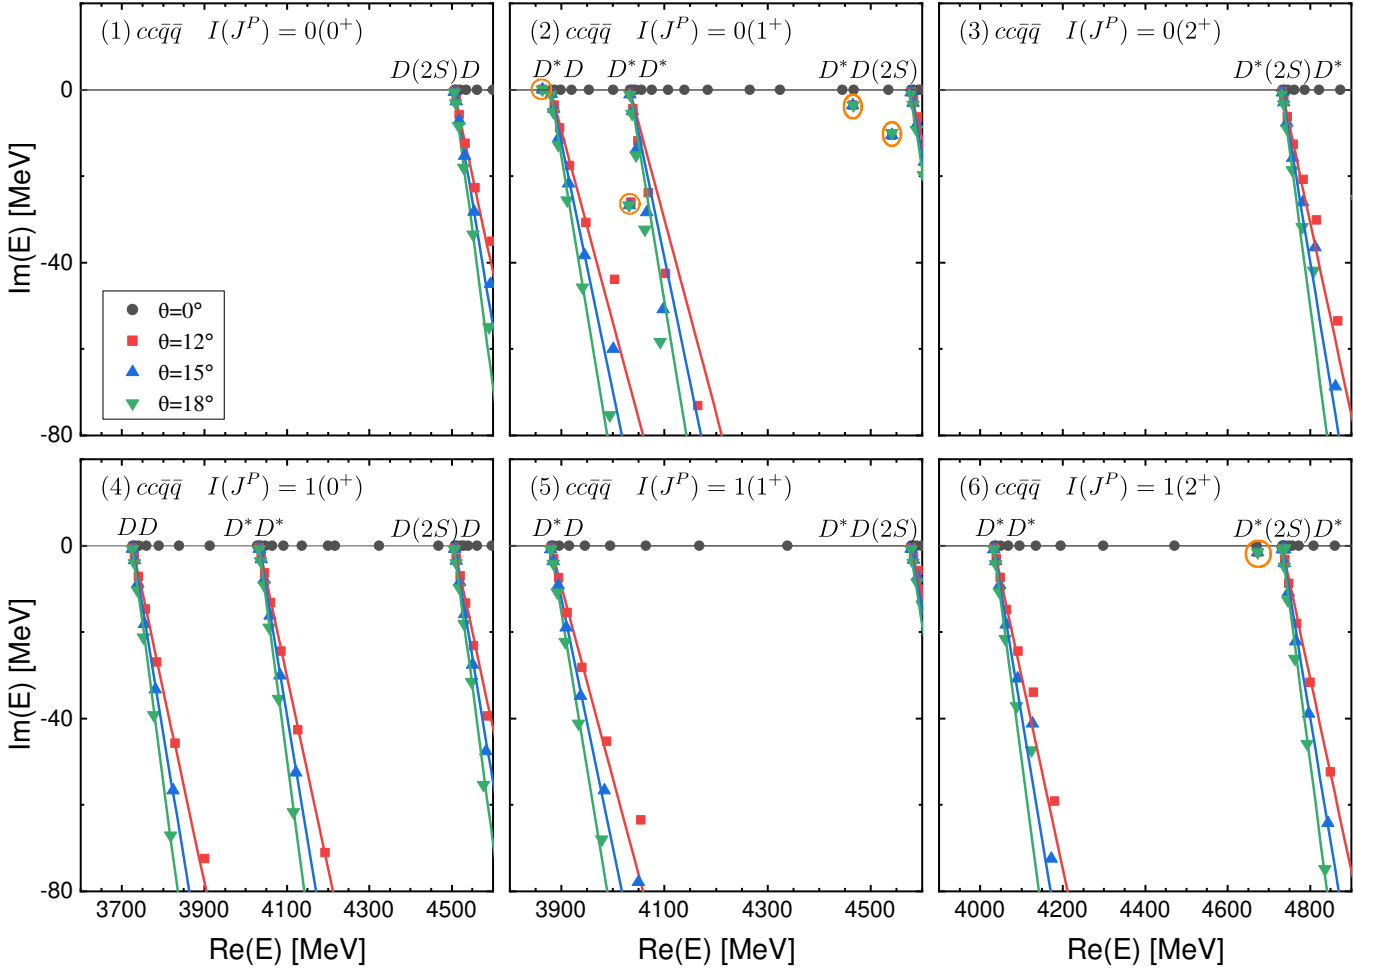 (1) cc𝑞̄𝑞̄ I(J^P) = 0(0⁺)
D(2S)D
(2) cc𝑞̄𝑞̄ I(J^P) = 0(1⁺)
D*D D*D* D*D(2S)
(3) cc𝑞̄𝑞̄ I(J^P) = 0(2⁺)
D*(2S)D*
Im(E) [MeV]
0
-40
-80
θ=0°
θ=12°
θ=15°
θ=18°
(4) cc𝑞̄𝑞̄ I(J^P) = 1(0⁺)
DD D*D* D(2S)D
(5) cc𝑞̄𝑞̄ I(J^P) = 1(1⁺)
D*D D*D(2S)
(6) cc𝑞̄𝑞̄ I(J^P) = 1(2⁺)
D*D* D*(2S)D*
Im(E) [MeV]
0
-40
-80
3700 3900 4100 4300 4500
3900 4100 4300 4500
4000 4200 4400 4600 4800
Re(E) [MeV] Re(E) [MeV] Re(E) [MeV]